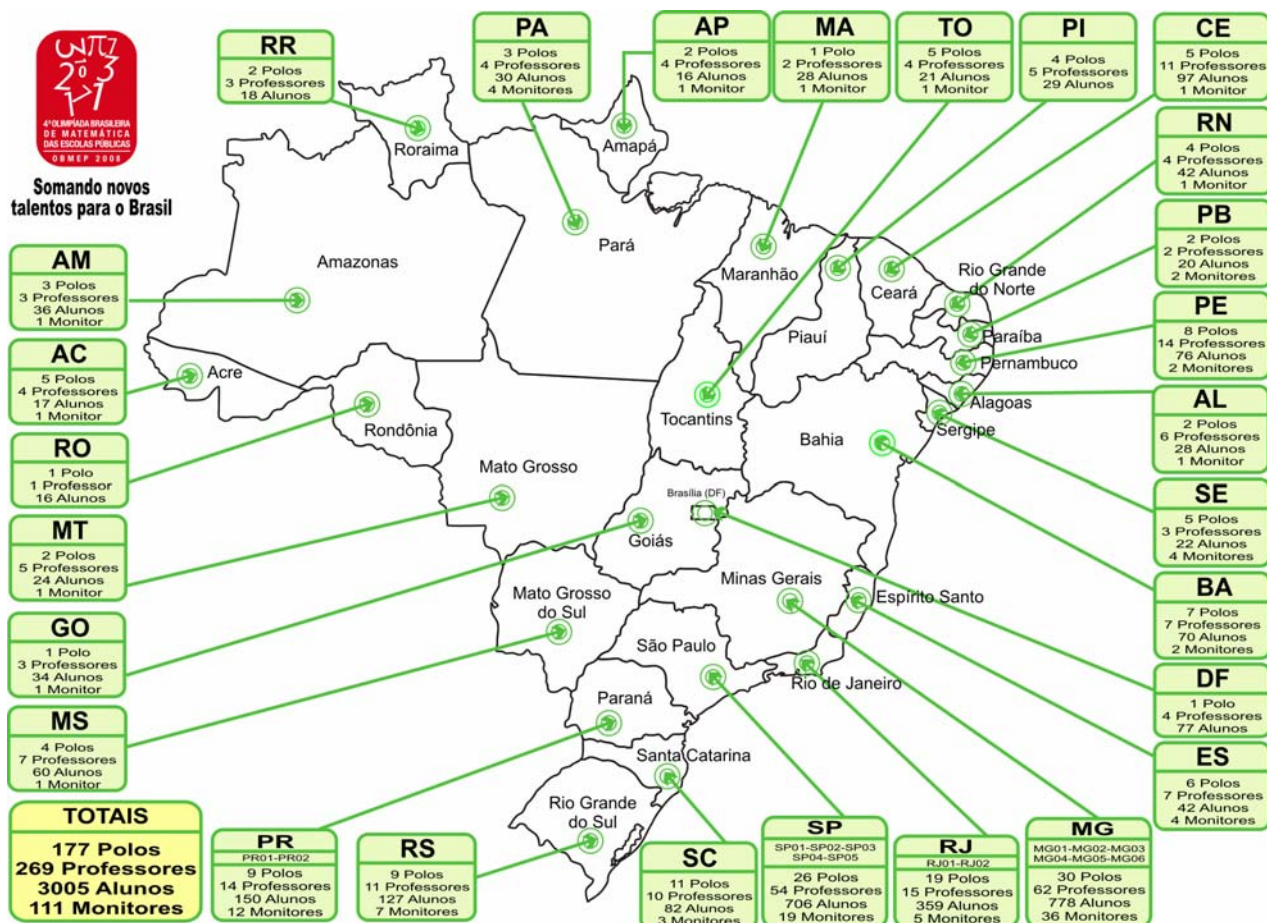 4ª OLIMPÍADA BRASILEIRA
DE MATEMÁTICA
DAS ESCOLAS PÚBLICAS
OBMEP 2008
Somando novos
talentos para o Brasil
RR
2 Polos
3 Professores
18 Alunos
PA
3 Polos
4 Professores
30 Alunos
4 Monitores
AP
2 Polos
4 Professores
16 Alunos
1 Monitor
MA
1 Polo
2 Professores
28 Alunos
1 Monitor
TO
5 Polos
4 Professores
21 Alunos
1 Monitor
PI
4 Polos
5 Professores
29 Alunos
CE
5 Polos
11 Professores
97 Alunos
1 Monitor
RN
4 Polos
4 Professores
42 Alunos
1 Monitor
PB
2 Polos
2 Professores
20 Alunos
2 Monitores
PE
8 Polos
14 Professores
76 Alunos
2 Monitores
AL
2 Polos
6 Professores
28 Alunos
1 Monitor
SE
5 Polos
3 Professores
22 Alunos
4 Monitores
BA
7 Polos
7 Professores
70 Alunos
2 Monitores
DF
1 Polo
4 Professores
77 Alunos
ES
6 Polos
7 Professores
42 Alunos
4 Monitores
AM
3 Polos
3 Professores
36 Alunos
1 Monitor
AC
5 Polos
4 Professores
17 Alunos
1 Monitor
RO
1 Polo
1 Professor
16 Alunos
MT
2 Polos
5 Professores
24 Alunos
1 Monitor
GO
1 Polo
3 Professores
34 Alunos
1 Monitor
MS
4 Polos
7 Professores
60 Alunos
1 Monitor
Roraima
Amapá
Amazonas
Pará
Maranhão
Ceará
Rio Grande
do Norte
Piauí
Paraíba
Pernambuco
Acre
Rondônia
Tocantins
Alagoas
Sergipe
Bahia
Mato Grosso
Brasília (DF)
Goiás
Minas Gerais
Espírito Santo
Mato Grosso
do Sul
São Paulo
Rio de Janeiro
Paraná
Santa Catarina
Rio Grande
do Sul
TOTAIS
177 Polos
269 Professores
3005 Alunos
111 Monitores
PR
PR01-PR02
9 Polos
14 Professores
150 Alunos
12 Monitores
RS
9 Polos
11 Professores
127 Alunos
7 Monitores
SC
11 Polos
10 Professores
82 Alunos
3 Monitores
SP
SP01-SP02-SP03
SP04-SP05
26 Polos
54 Professores
706 Alunos
19 Monitores
RJ
RJ01-RJ02
19 Polos
15 Professores
359 Alunos
5 Monitores
MG
MG01-MG02-MG03
MG04-MG05-MG06
30 Polos
62 Professores
778 Alunos
36 Monitores